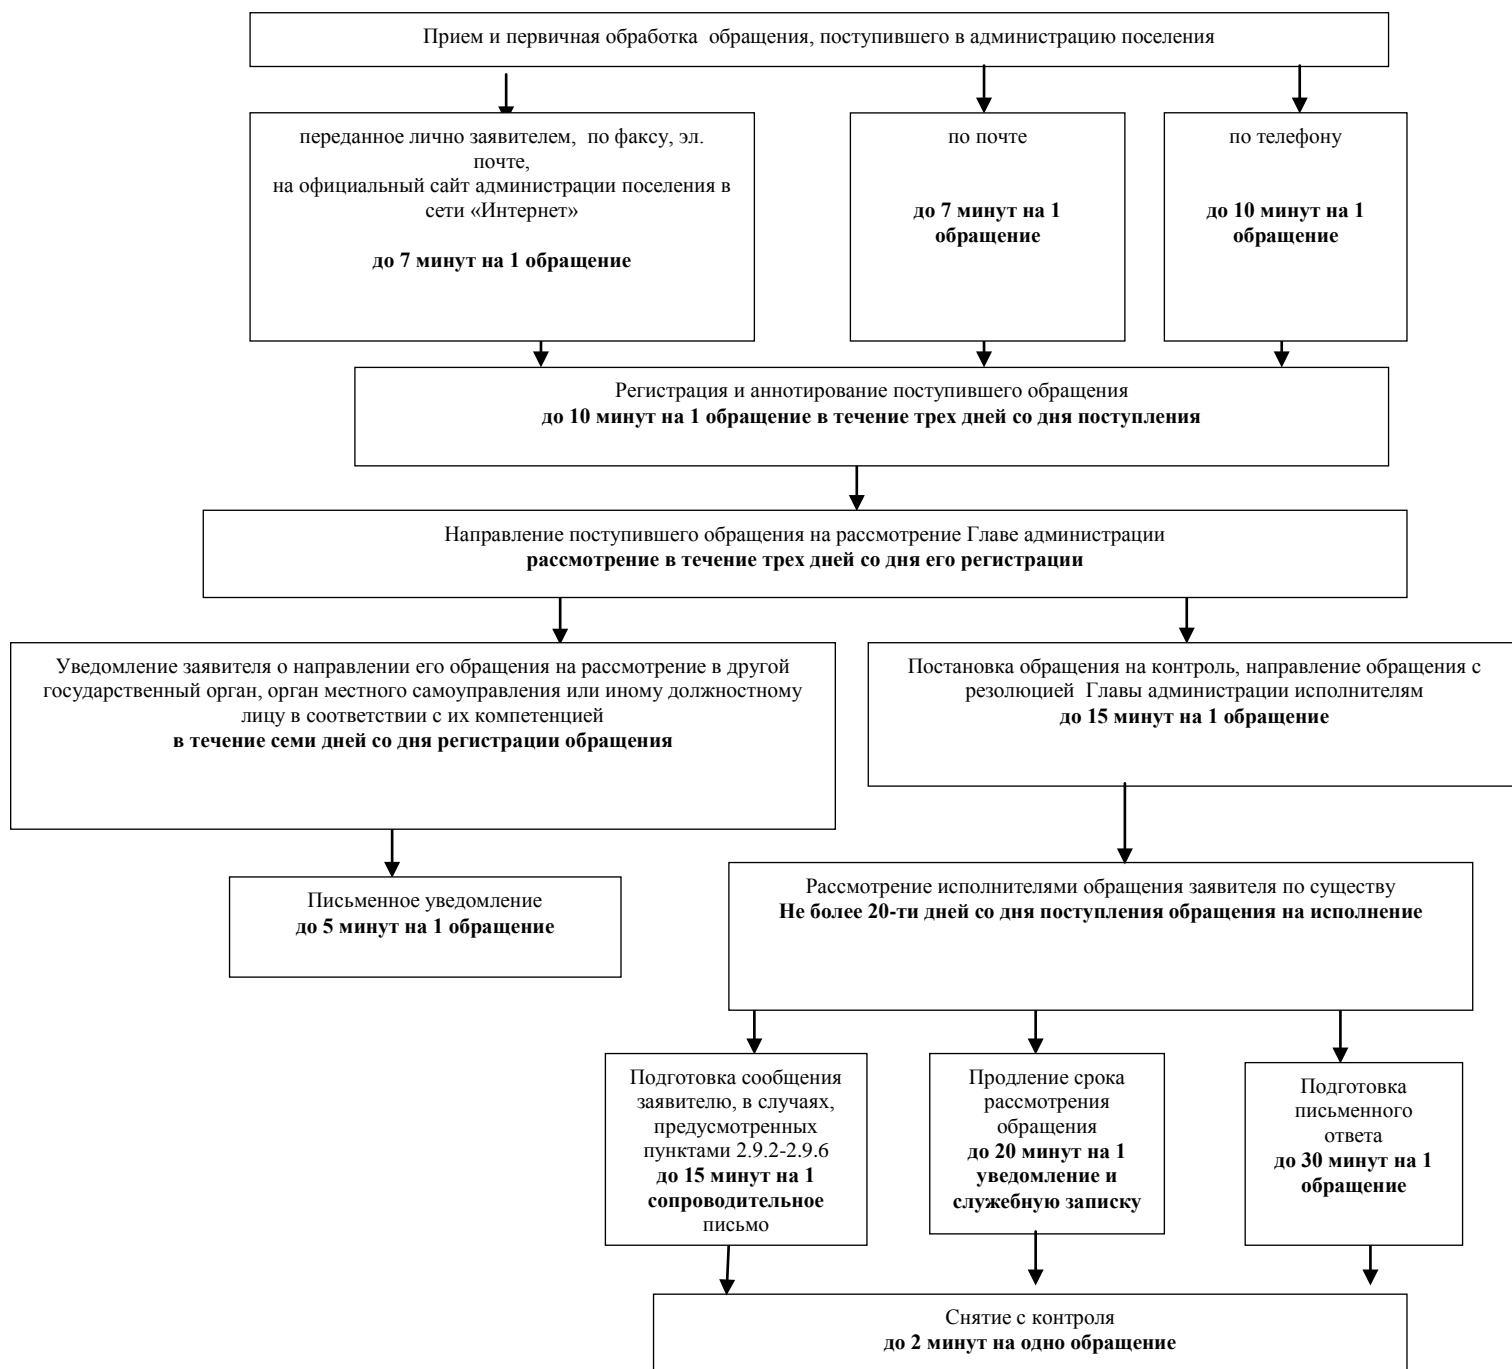 Прием и первичная обработка  обращения, поступившего в администрацию поселения
переданное лично заявителем,  по факсу, эл.
почте,
на официальный сайт администрации поселения в
сети «Интернет»
до 7 минут на 1 обращение
по почте
до 7 минут на 1
обращение
по телефону
до 10 минут на 1
обращение
Регистрация и аннотирование поступившего обращения
до 10 минут на 1 обращение в течение трех дней со дня поступления
Направление поступившего обращения на рассмотрение Главе администрации
рассмотрение в течение трех дней со дня его регистрации
Уведомление заявителя о направлении его обращения на рассмотрение в другой
государственный орган, орган местного самоуправления или иному должностному
лицу в соответствии с их компетенцией
в течение семи дней со дня регистрации обращения
Постановка обращения на контроль, направление обращения с
резолюцией  Главы администрации исполнителям
до 15 минут на 1 обращение
Письменное уведомление
до 5 минут на 1 обращение
Рассмотрение исполнителями обращения заявителя по существу
Не более 20-ти дней со дня поступления обращения на исполнение
Подготовка сообщения
заявителю, в случаях,
предусмотренных
пунктами 2.9.2-2.9.6
до 15 минут на 1
сопроводительное
письмо
Продление срока
рассмотрения
обращения
до 20 минут на 1
уведомление и
служебную записку
Подготовка
письменного
ответа
до 30 минут на 1
обращение
Снятие с контроля
до 2 минут на одно обращение